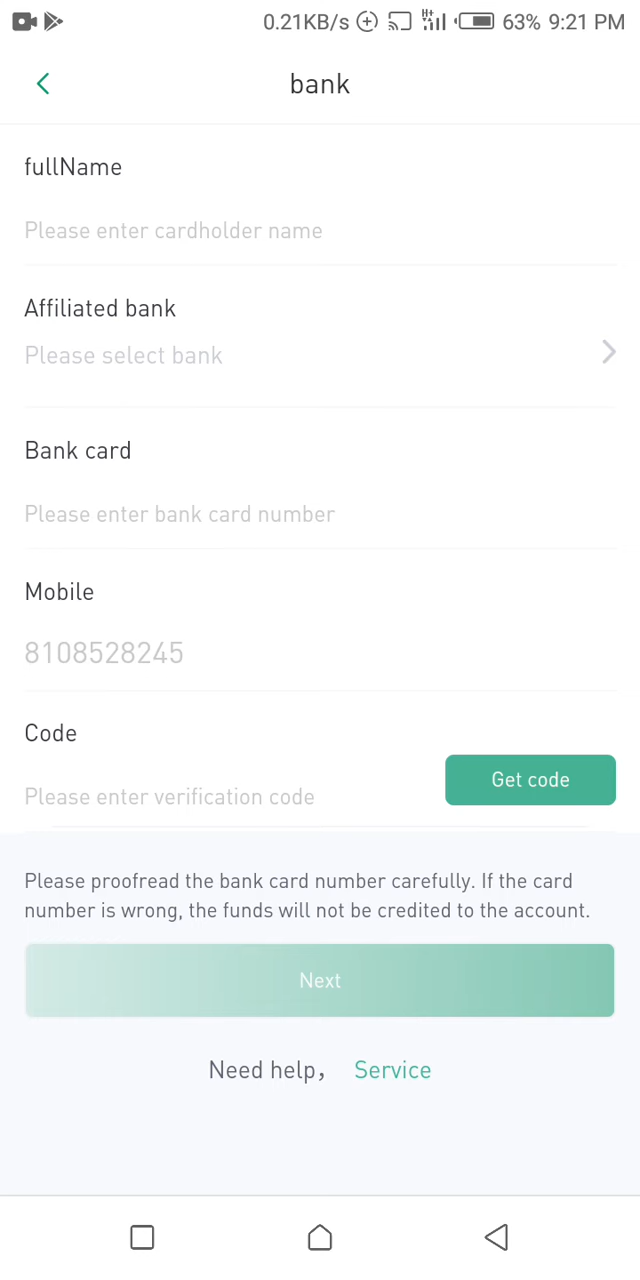 0.21KB/s 63% 9:21 PM
bank
fullName
Please enter cardholder name
Affiliated bank
Please select bank
Bank card
Please enter bank card number
Mobile
8108528245
Code
Please enter verification code
Get code
Please proofread the bank card number carefully. If the card
number is wrong, the funds will not be credited to the account.
Next
Need help, Service